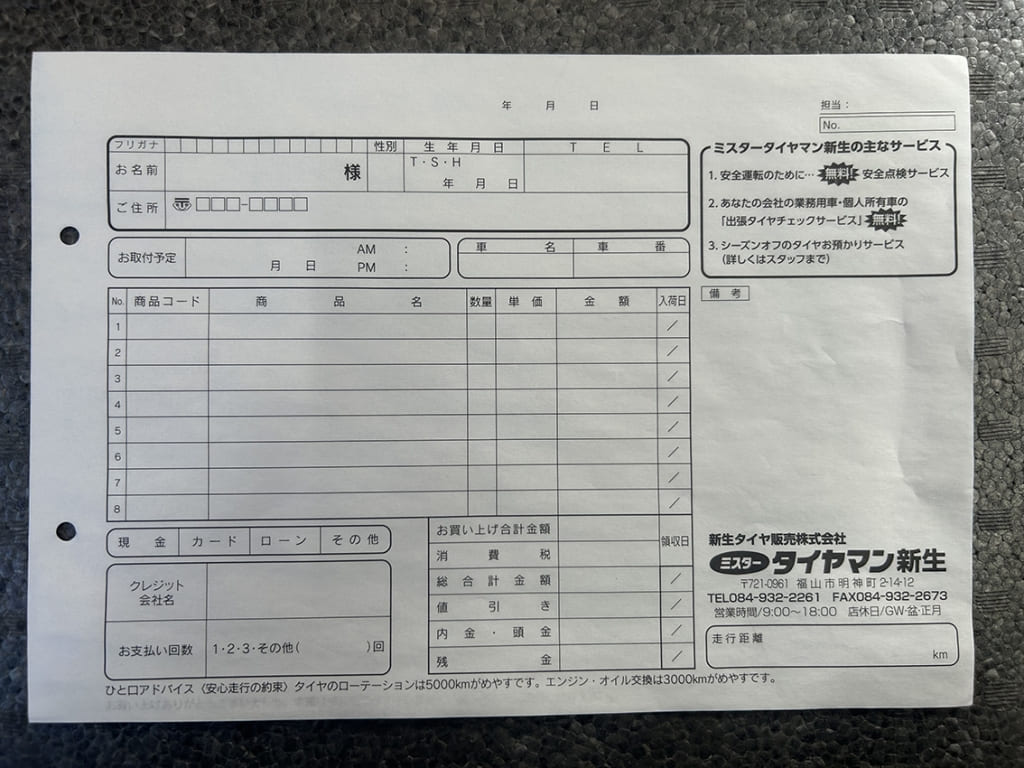 年 月 日
担当：
No.
フリガナ 性別 生年月日 TEL
お名前 様 T・S・H
年 月 日
ご住所 〒□□□-□□□□
お取付予定 月 日 AM ：
PM ：
車名 車番
ミスタータイヤマン新生の主なサービス
1. 安全運転のために… 無料! 安全点検サービス
2. あなたの会社の業務用車・個人所有車の
「出張タイヤチェックサービス」無料!
3. シーズンオフのタイヤお預かりサービス
（詳しくはスタッフまで）
No. 商品コード 商品名 数量 単価 金額 入荷日
1 ／
2 ／
3 ／
4 ／
5 ／
6 ／
7 ／
8 ／
備考
現金 カード ローン その他
クレジット
会社名
お支払い回数 1・2・3・その他( )回
お買い上げ合計金額
消費税 領収日
総合計金額 ／
値引き ／
内金・頭金 ／
残金 ／
新生タイヤ販売株式会社
ミスター タイヤマン新生
〒721-0961 福山市明神町2-14-12
TEL084-932-2261 FAX084-932-2673
営業時間/9:00～18:00 店休日/GW・盆・正月
走行距離
km
ひと口アドバイス〈安心走行の約束〉タイヤのローテーションは5000kmがめやすです。エンジン・オイル交換は3000kmがめやすです。